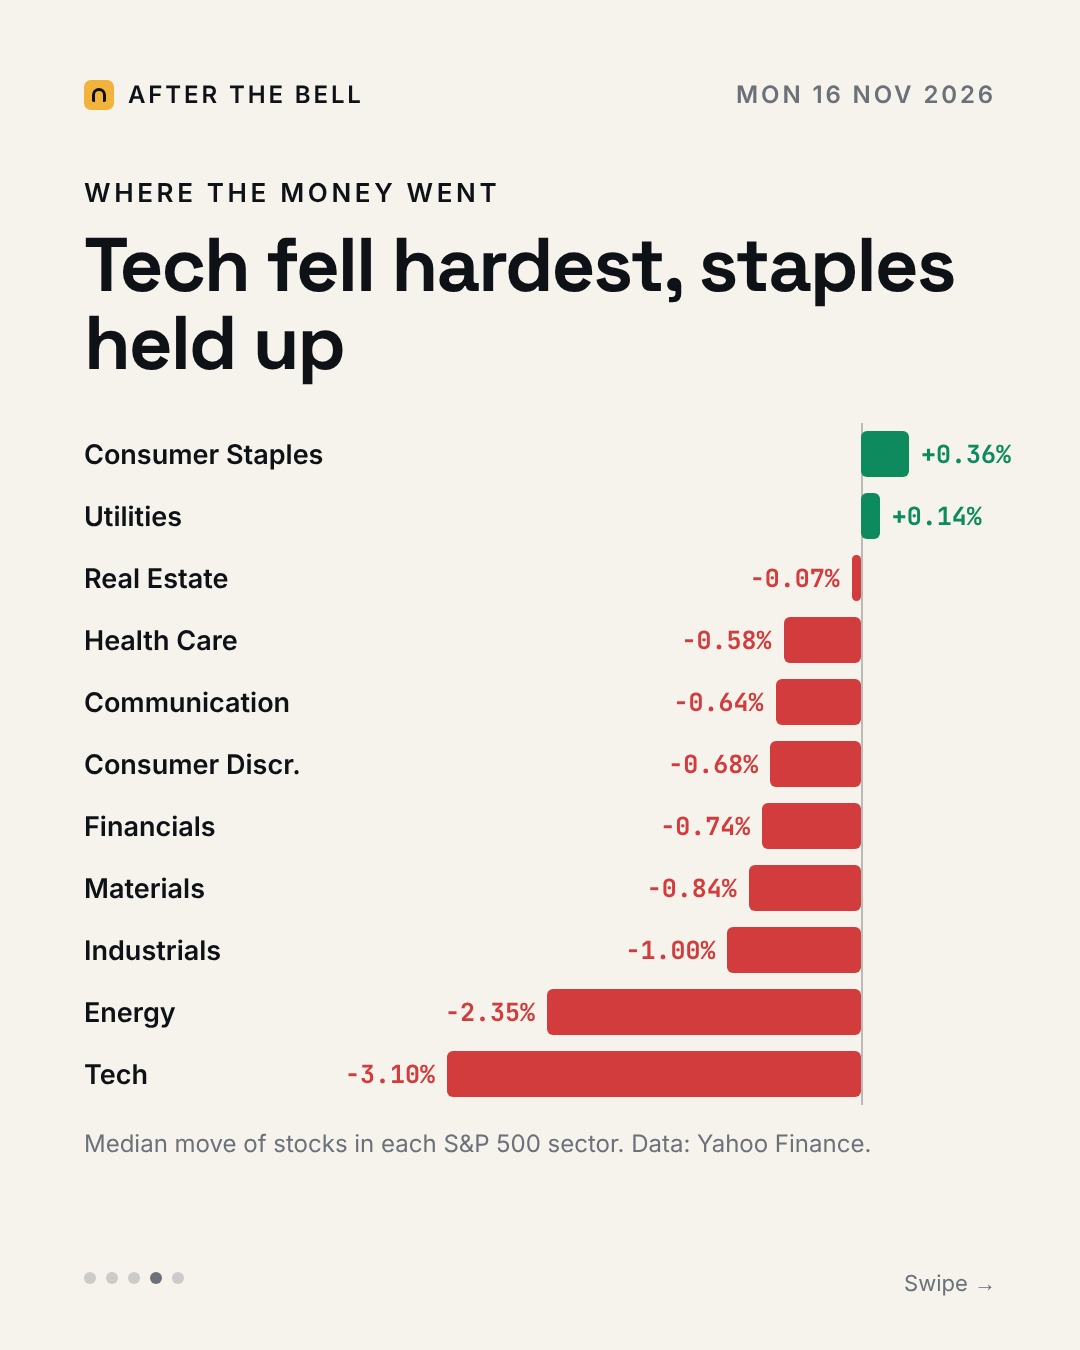 AFTER THE BELL
MON 16 NOV 2026
WHERE THE MONEY WENT
Tech fell hardest, staples
held up
Consumer Staples +0.36%
Utilities +0.14%
Real Estate -0.07%
Health Care -0.58%
Communication -0.64%
Consumer Discr. -0.68%
Financials -0.74%
Materials -0.84%
Industrials -1.00%
Energy -2.35%
Tech -3.10%
Median move of stocks in each S&P 500 sector. Data: Yahoo Finance.
Swipe →